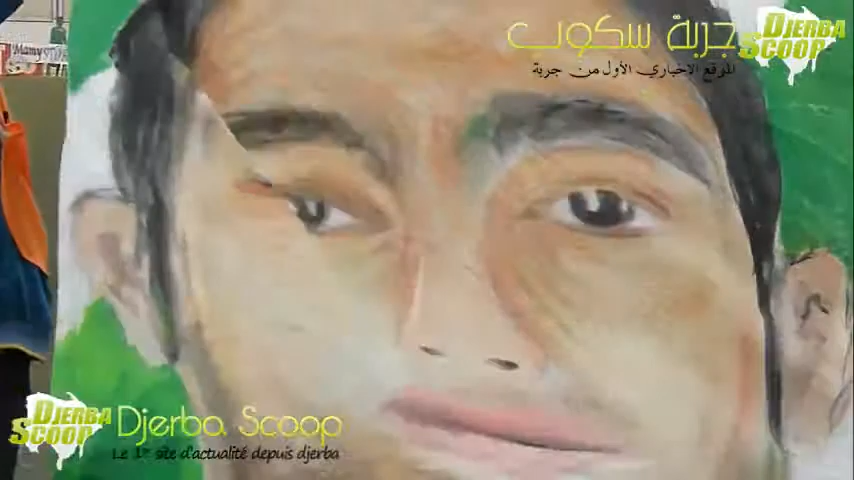 Mamy
جربة سكوب
الموقع الاخباري الأول من جربة
DJERBA
SCOOP
DJERBA
SCOOP
Djerba Scoop
Le 1er site d'actualité depuis djerba